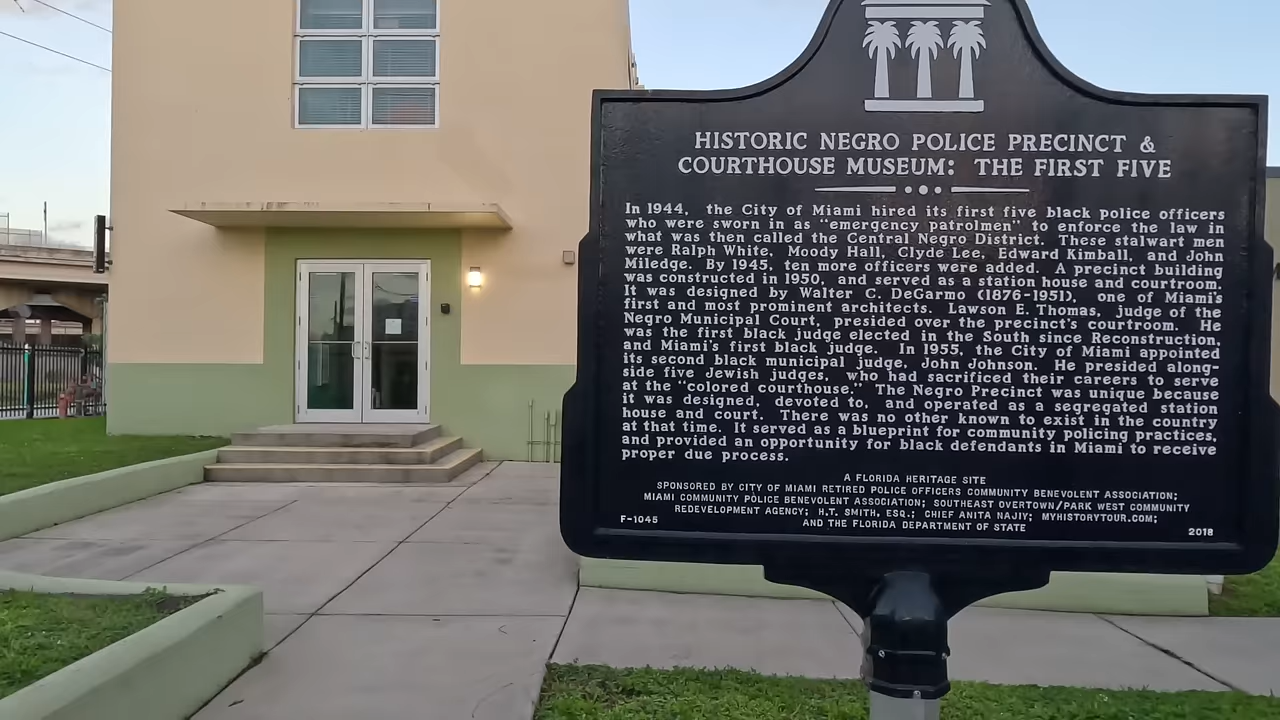 HISTORIC NEGRO POLICE PRECINCT &
COURTHOUSE MUSEUM: THE FIRST FIVE
In 1944, the City of Miami hired its first five black police officers
who were sworn in as "emergency patrolmen" to enforce the law in
what was then called the Central Negro District. These stalwart men
were Ralph White, Moody Hall, Clyde Lee, Edward Kimball, and John
Miledge. By 1945, ten more officers were added. A precinct building
was constructed in 1950, and served as a station house and courtroom.
It was designed by Walter C. DeGarmo (1876-1951), one of Miami's
first and most prominent architects. Lawson E. Thomas, judge of the
Negro Municipal Court, presided over the precinct's courtroom. He
was the first black judge elected in the South since Reconstruction,
and Miami's first black judge. In 1955, the City of Miami appointed
its second black municipal judge, John Johnson. He presided along-
side five Jewish judges, who had sacrificed their careers to serve
at the "colored courthouse." The Negro Precinct was unique because
it was designed, devoted to, and operated as a segregated station
house and court. There was no other known to exist in the country
at that time. It served as a blueprint for community policing practices,
and provided an opportunity for black defendants in Miami to receive
proper due process.
A FLORIDA HERITAGE SITE
SPONSORED BY CITY OF MIAMI RETIRED POLICE OFFICERS COMMUNITY BENEVOLENT ASSOCIATION;
MIAMI COMMUNITY POLICE BENEVOLENT ASSOCIATION; SOUTHEAST OVERTOWN/PARK WEST COMMUNITY
REDEVELOPMENT AGENCY; H.T. SMITH, ESQ.; CHIEF ANITA NAJIY; MYHISTORYTOUR.COM;
AND THE FLORIDA DEPARTMENT OF STATE
F-1045
2018